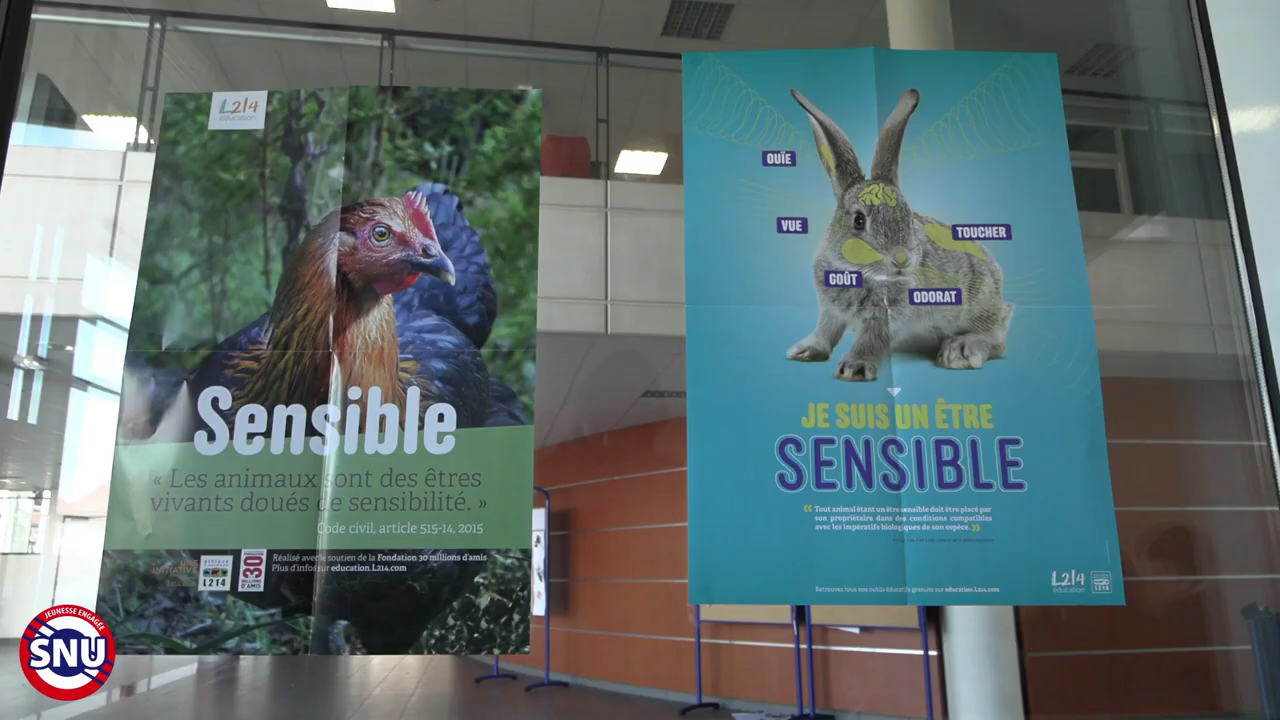 L214
éducation
Sensible
« Les animaux sont des êtres
vivants doués de sensibilité. »
Code civil, article 515-14, 2015
INITIATIVE
L214
30
MILLIONS
D'AMIS
Réalisé avec le soutien de la Fondation 30 millions d'amis
Plus d'infos sur education.L214.com
OUÏE
VUE
TOUCHER
GOÛT
ODORAT
JE SUIS UN ÊTRE
SENSIBLE
« Tout animal étant un être sensible doit être placé par
son propriétaire dans des conditions compatibles
avec les impératifs biologiques de son espèce. »
Retrouvez tous nos outils éducatifs gratuits sur education.L214.com
L214
éducation
L214
JEUNESSE ENGAGÉE
SNU